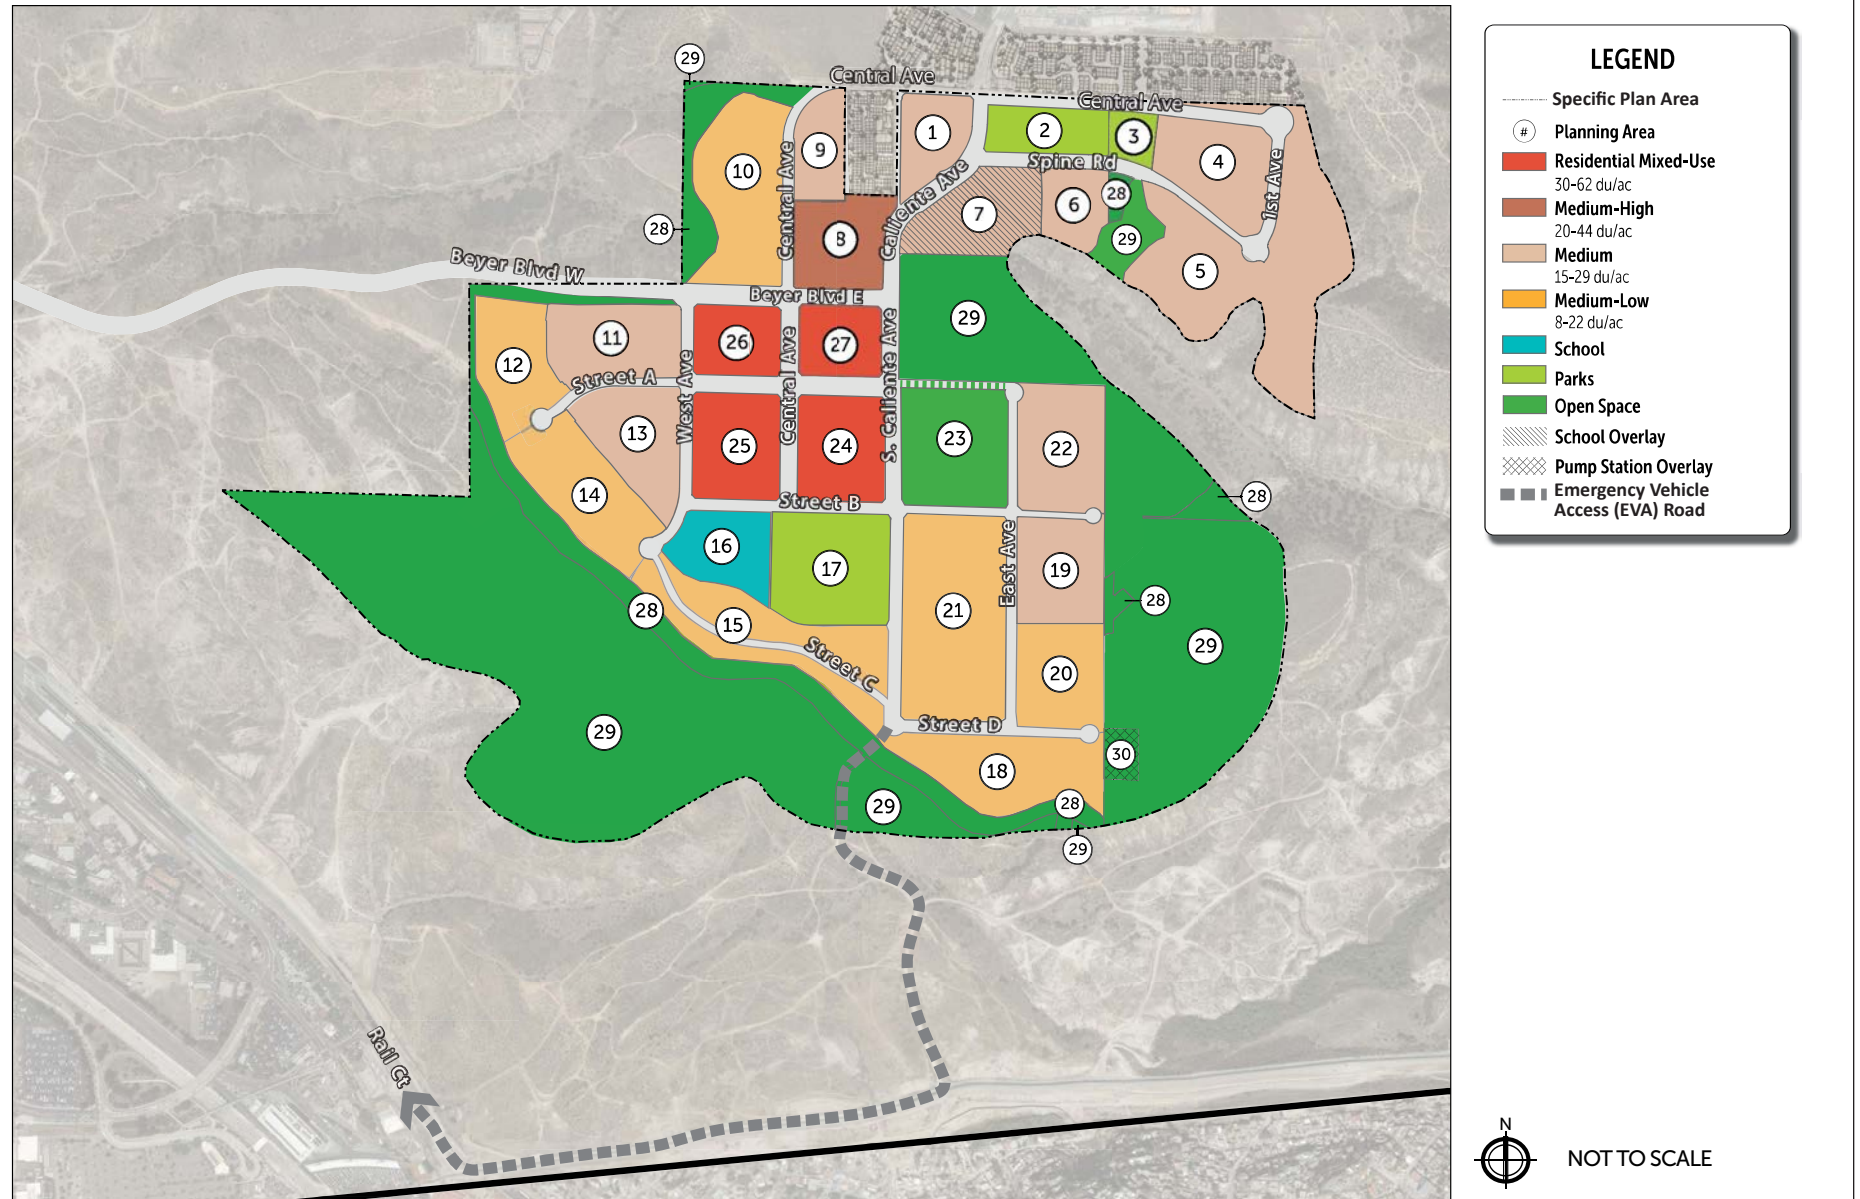 29
Central Ave
Central Ave
1
2
3
4
9
10
Spine Rd
Central Ave
Caliente Ave
1st Ave
28
6
7
28
8
29
5
Beyer Blvd W
Beyer Blvd E
29
11
26
27
12
Street A
West Ave
Central Ave
S. Caliente Ave
13
25
24
23
22
14
Street B
28
16
17
East Ave
19
28
28
15
21
29
Street C
20
29
Street D
30
18
29
28
29
Rail Ct
LEGEND
Specific Plan Area
# Planning Area
Residential Mixed-Use
30-62 du/ac
Medium-High
20-44 du/ac
Medium
15-29 du/ac
Medium-Low
8-22 du/ac
School
Parks
Open Space
School Overlay
Pump Station Overlay
Emergency Vehicle
Access (EVA) Road
N
NOT TO SCALE